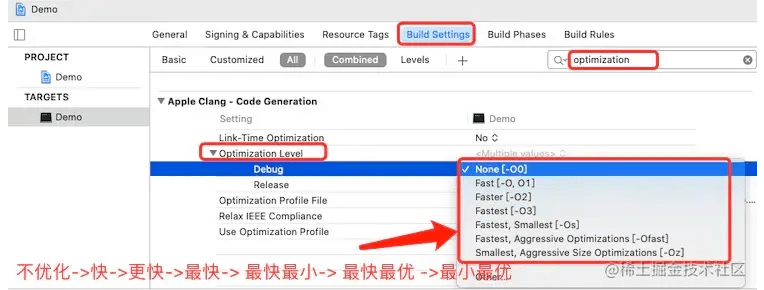 Demo
General
Signing & Capabilities
Resource Tags
Build Settings
Build Phases
Build Rules
PROJECT
Demo
TARGETS
Demo
Basic
Customized
All
Combined
Levels
+
optimization
Apple Clang - Code Generation
Setting
Demo
Link-Time Optimization
No
Optimization Level
<Multiple values>
Debug
Release
Optimization Profile File
Relax IEEE Compliance
Use Optimization Profile
None [-O0]
Fast [-O, O1]
Faster [-O2]
Fastest [-O3]
Fastest, Smallest [-Os]
Fastest, Aggressive Optimizations [-Ofast]
Smallest, Aggressive Size Optimizations [-Oz]
Other...
不优化->快->更快->最快-> 最快最小-> 最快最优 ->最小最优
@稀土掘金技术社区